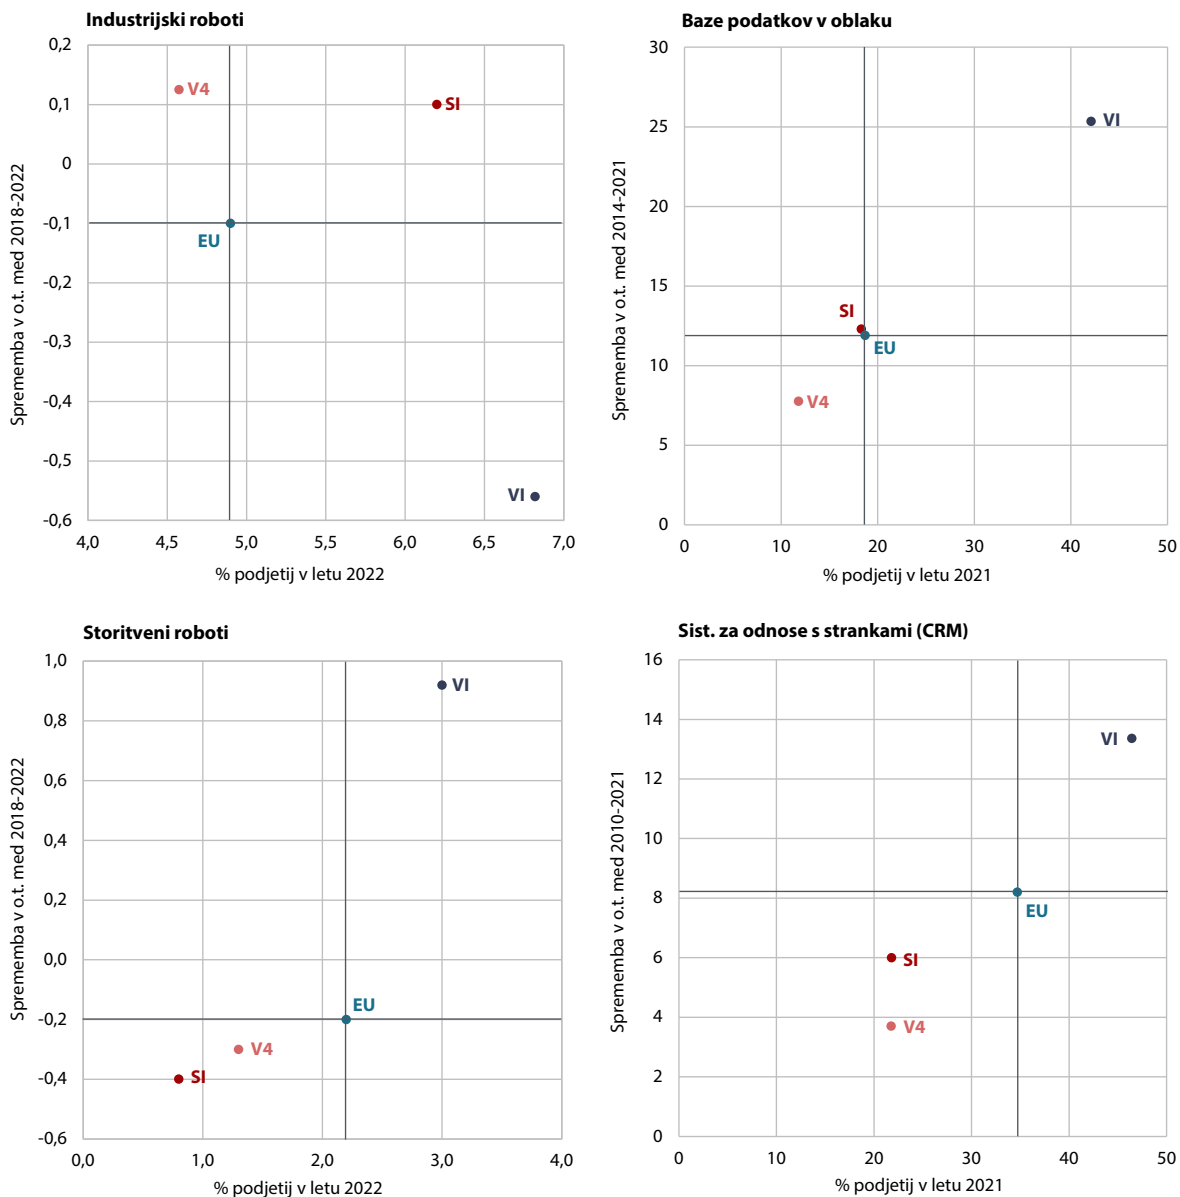 Industrijski roboti
Sprememba v o.t. med 2018-2022
0,2
0,1
0
-0,1
-0,2
-0,3
-0,4
-0,5
-0,6
V4
SI
EU
VI
4,0 4,5 5,0 5,5 6,0 6,5 7,0
% podjetij v letu 2022
Baze podatkov v oblaku
Sprememba v o.t. med 2014-2021
30
25
20
15
10
5
0
VI
SI
EU
V4
0 10 20 30 40 50
% podjetij v letu 2021
Storitveni roboti
Sprememba v o.t. med 2018-2022
1,0
0,8
0,6
0,4
0,2
0,0
-0,2
-0,4
-0,6
VI
EU
V4
SI
0,0 1,0 2,0 3,0 4,0
% podjetij v letu 2022
Sist. za odnose s strankami (CRM)
Sprememba v o.t. med 2010-2021
16
14
12
10
8
6
4
2
0
VI
EU
SI
V4
0 10 20 30 40 50
% podjetij v letu 2021